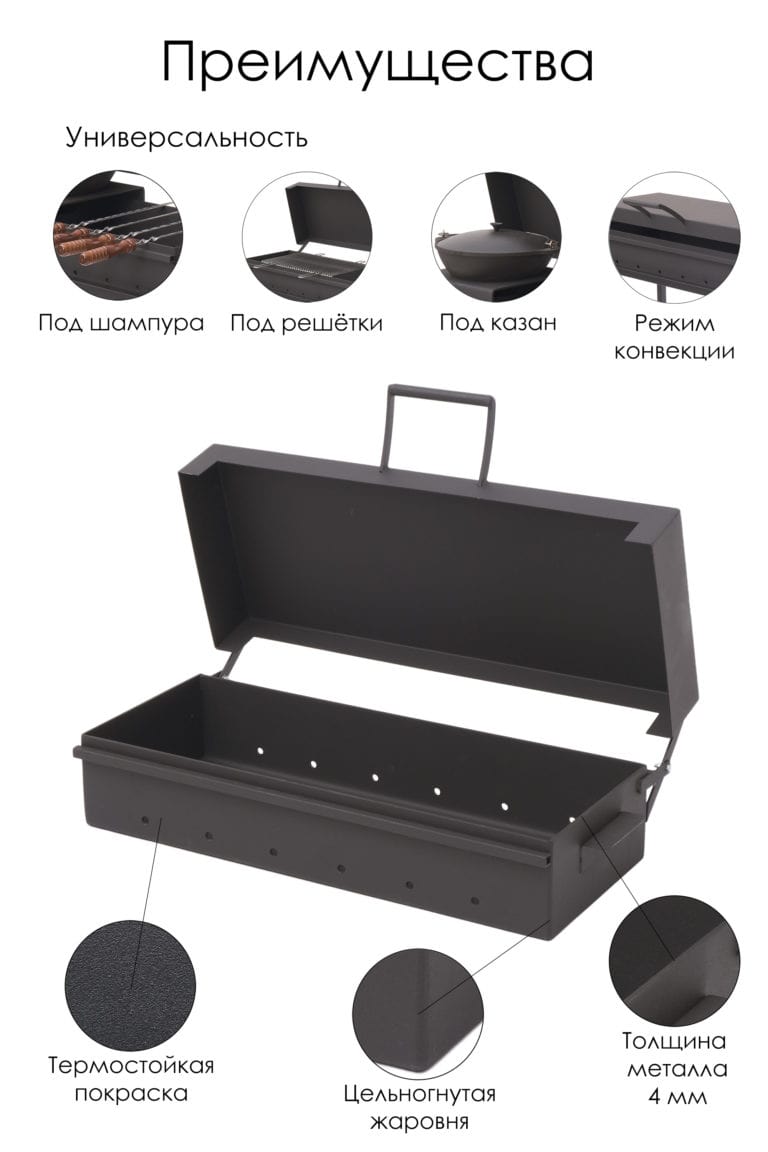 Преимущества
Универсальность
Под шампура
Под решётки
Под казан
Режим
конвекции
Термостойкая
покраска
Цельногнутая
жаровня
Толщина
металла
4 мм